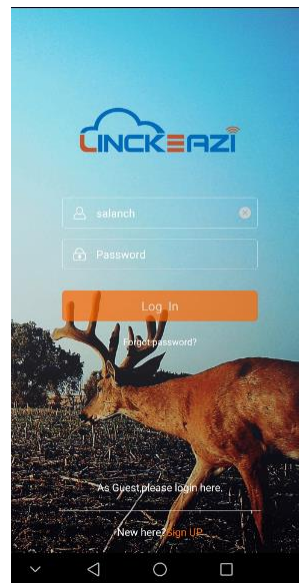 LINCKEAZI
salanch
Password
Log In
Forgot password?
As Guest,please login here.
New here?Sign UP